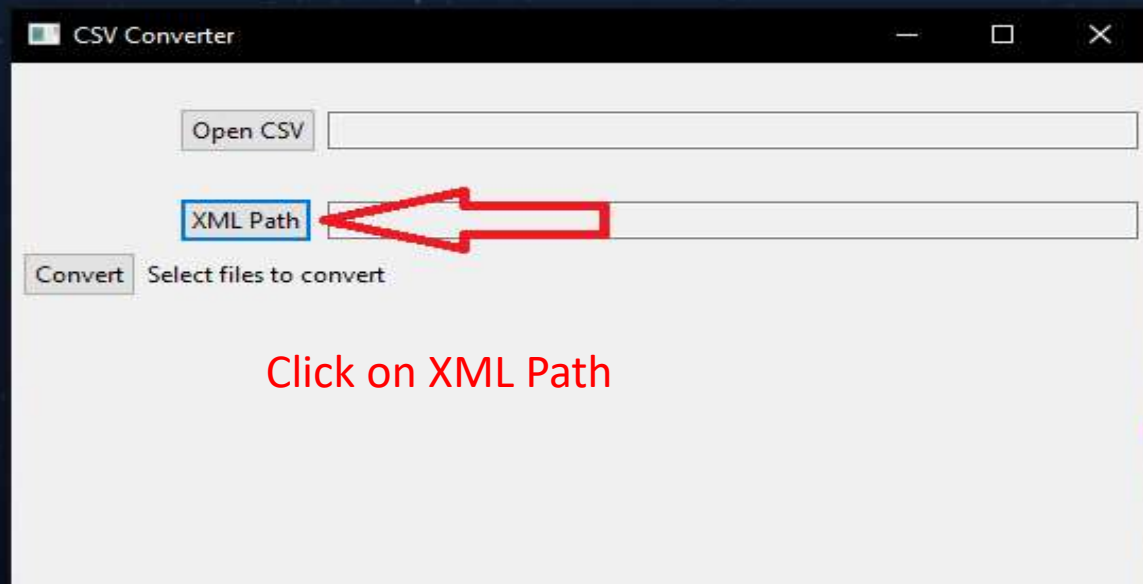 CSV Converter
Open CSV
XML Path
Convert Select files to convert
Click on XML Path